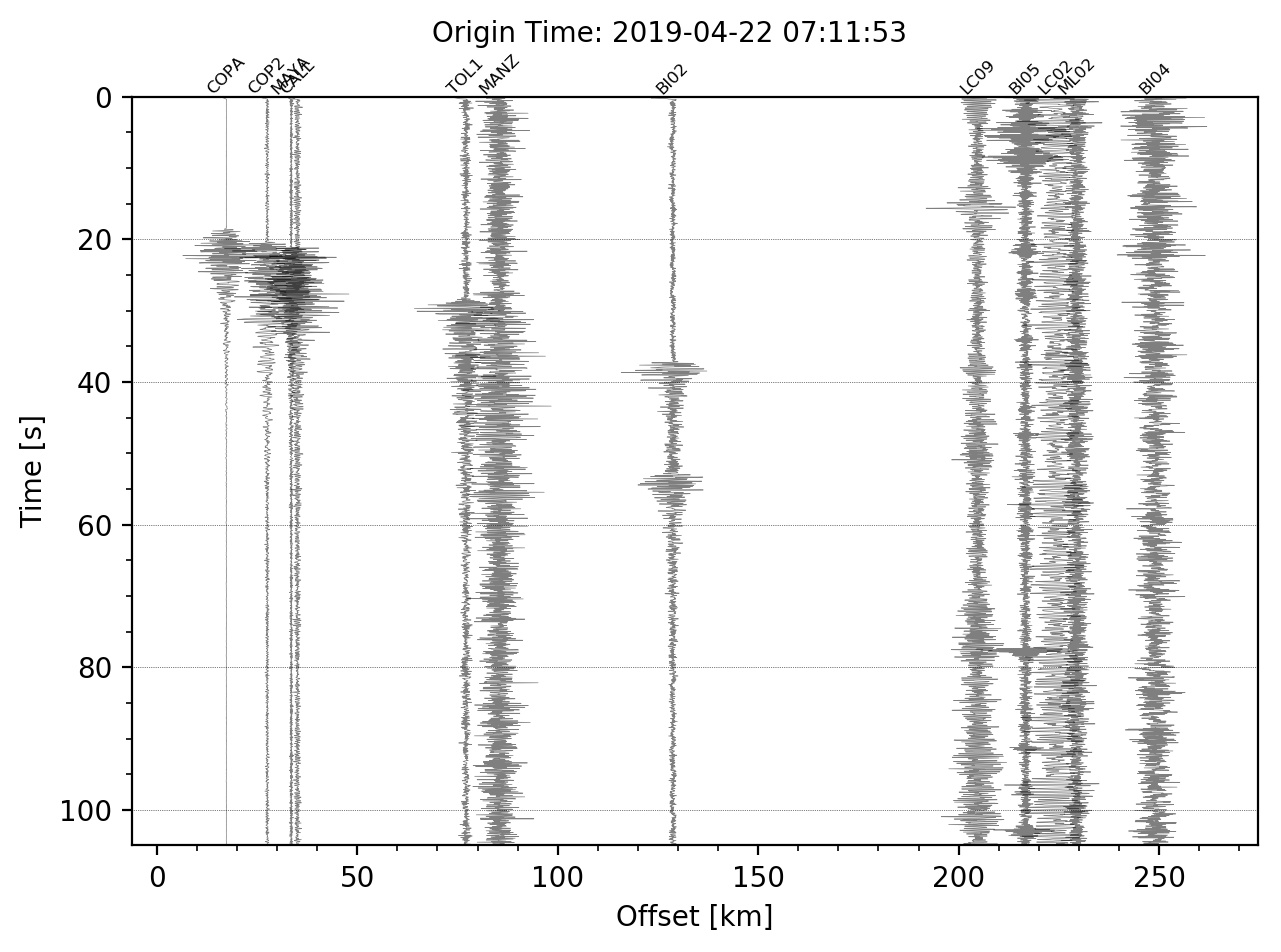 Origin Time: 2019-04-22 07:11:53
COPA COP2 MAYA CALL TOL1 MANZ BI02 LC09 BI05 LC02 ML02 BI04
0
20
40
60
80
100
Time [s]
0 50 100 150 200 250
Offset [km]